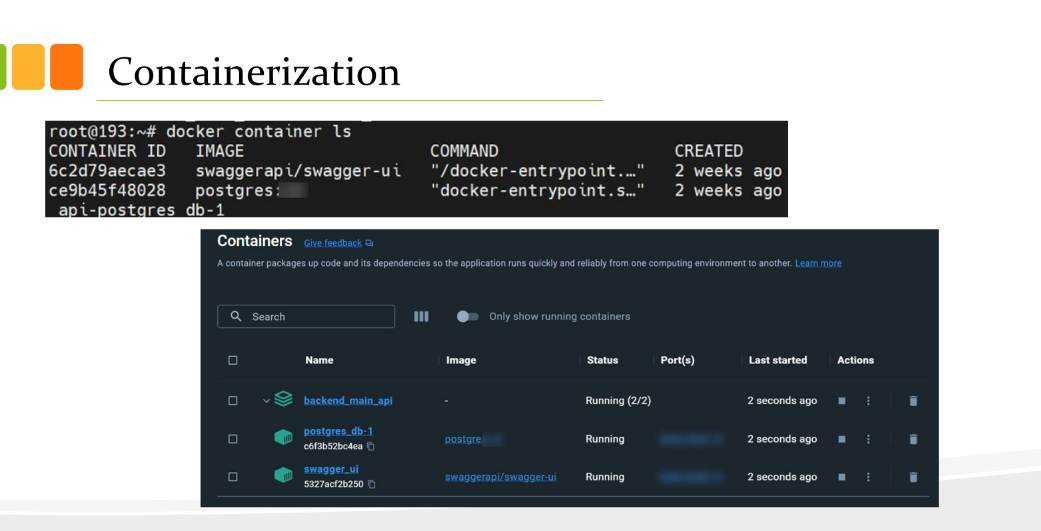 Containerization
root@193:~# docker container ls
CONTAINER ID IMAGE COMMAND CREATED
6c2d79aecae3 swaggerapi/swagger-ui "/docker-entrypoint.…" 2 weeks ago
ce9b45f48028 postgres: "docker-entrypoint.s…" 2 weeks ago
api-postgres db-1
Containers Give feedback
A container packages up code and its dependencies so the application runs quickly and reliably from one computing environment to another. Learn more
Search Only show running containers
Name Image Status Port(s) Last started Actions
backend_main_api - Running (2/2) 2 seconds ago
postgres_db-1
c6f3b52bc4ea postgre Running 2 seconds ago
swagger_ui
5327acf2b250 swaggerapi/swagger-ui Running 2 seconds ago